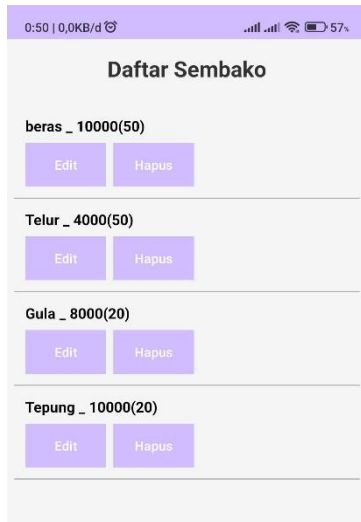 0:50 | 0,0KB/d 57%
Daftar Sembako
beras _ 10000(50)
Edit Hapus
Telur _ 4000(50)
Edit Hapus
Gula _ 8000(20)
Edit Hapus
Tepung _ 10000(20)
Edit Hapus